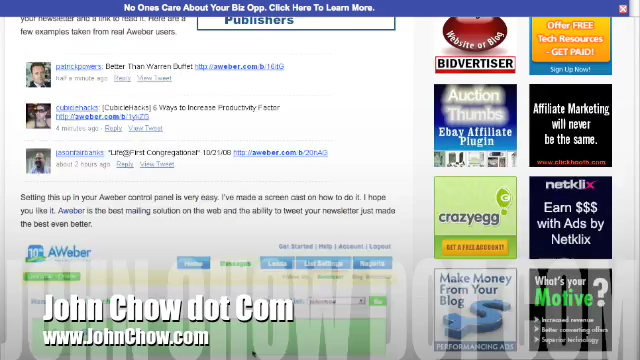 No Ones Care About Your Biz Opp. Click Here To Learn More.
your newsletter and a link to read it. Here are a
few examples taken from real Aweber users.
Publishers
patrickpowers: Better Than Warren Buffet http://aweber.com/b/16itG
half a minute ago Reply View Tweet
cubiclehacks: [CubicleHacks] 6 Ways to Increase Productivity Factor
http://aweber.com/b/1yIiZG
4 minutes ago · Reply View Tweet
jasonfairbanks: "Life@First Congregational" 10/21/08 http://aweber.com/b/20nAG
about 2 hours ago Reply View Tweet
Setting this up in your Aweber control panel is very easy. I've made a screen cast on how to do it. I hope
you like it. Aweber is the best mailing solution on the web and the ability to tweet your newsletter just made
the best even better.
Get Started | Help | Account | Logout
AWeber
Home Messages Leads List Settings Reports
John Chow dot Com
www.JohnChow.com
Website or Blog
BIDVERTISER
Offer FREE
Tech Resources
- GET PAID!
Sign Up Now!
Auction
Thumbs
Ebay Affiliate
Plugin
Affiliate Marketing
will never
be the same.
www.clickbooth.com
crazyegg
GET A FREE ACCOUNT!
netklix
Earn $$$
with Ads by
Netklix
Make Money
From Your
Blog
PERFORMANCING ADS
What's your
Motive?
Increased revenue
Better converting offers
Superior technology